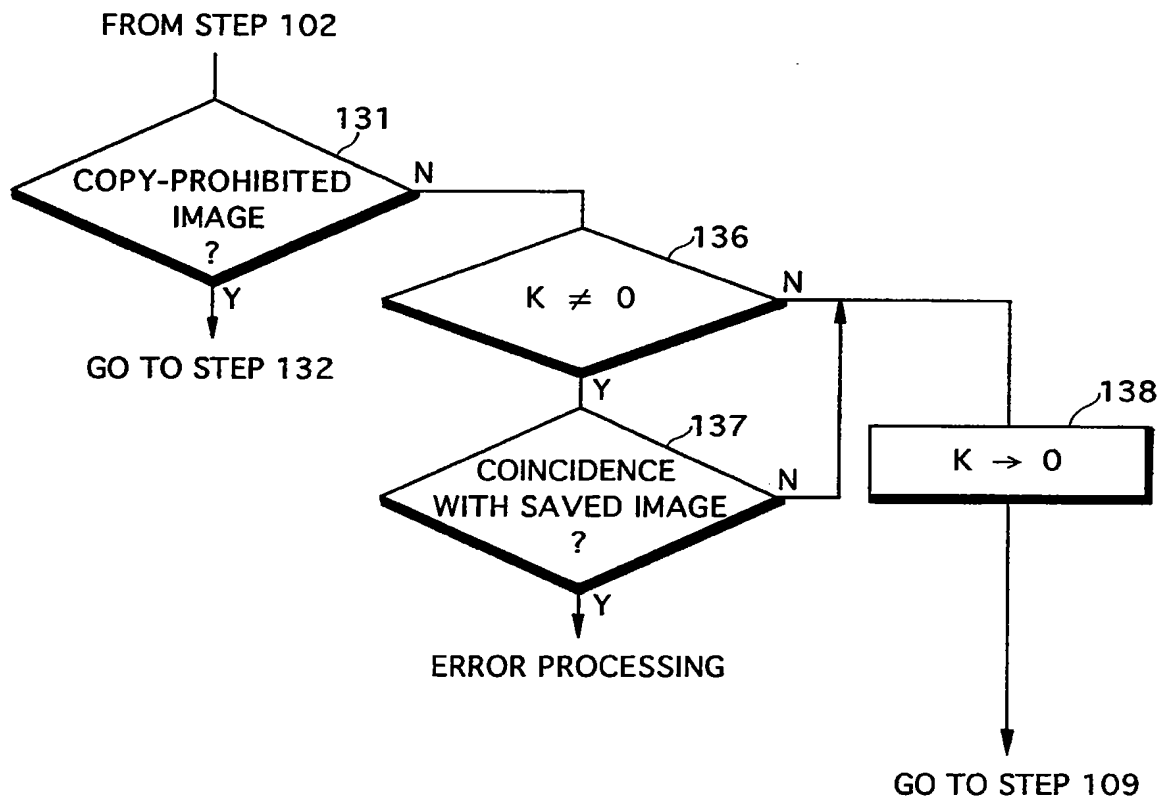 FROM STEP 102
131
COPY-PROHIBITED
IMAGE
?
N
Y
GO TO STEP 132
136
K ≠ 0
N
Y
137
COINCIDENCE
WITH SAVED IMAGE
?
N
Y
ERROR PROCESSING
138
K → 0
GO TO STEP 109